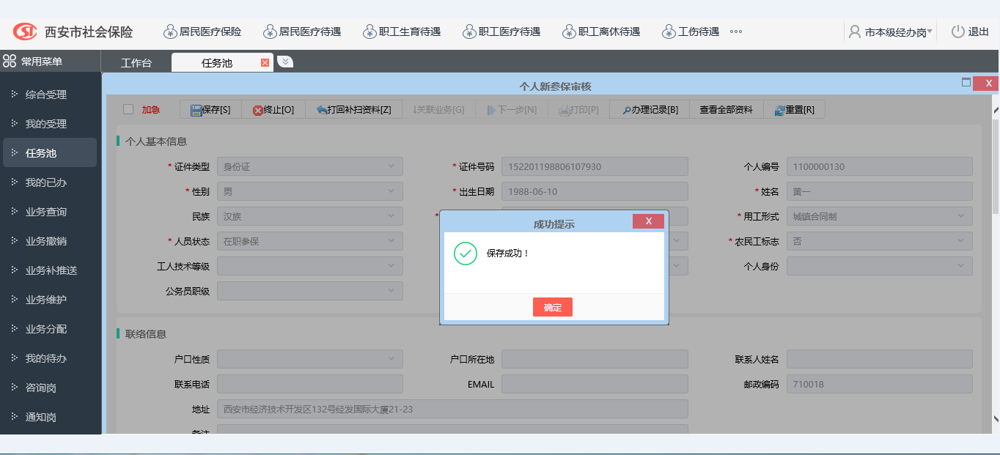 西安市社会保险 居民医疗保险 居民医疗待遇 职工生育待遇 职工医疗待遇 职工离休待遇 工伤待遇 市本级经办岗 退出
常用菜单 工作台 任务池
综合受理
我的受理
任务池
我的已办
业务查询
业务撤销
业务补推送
业务维护
业务分配
我的待办
咨询岗
通知岗
个人新参保审核 X
加急 保存[S] 终止[O] 打回补扫资料[Z] 关联业务[G] 下一步[N] 打印[P] 办理记录[B] 查看全部资料 重置[R]
个人基本信息
* 证件类型 身份证 * 证件号码 152201198806107930 个人编号 1100000130
* 性别 男 * 出生日期 1988-06-10 * 姓名 黄一
民族 汉族 * * 用工形式 城镇合同制
* 人员状态 在职参保 * 农民工标志 否
工人技术等级 个人身份
公务员职级
成功提示 X
保存成功！
确定
联络信息
户口性质 户口所在地 联系人姓名
联系电话 EMAIL 邮政编码 710018
地址 西安市经济技术开发区132号经发国际大厦21-23
备注